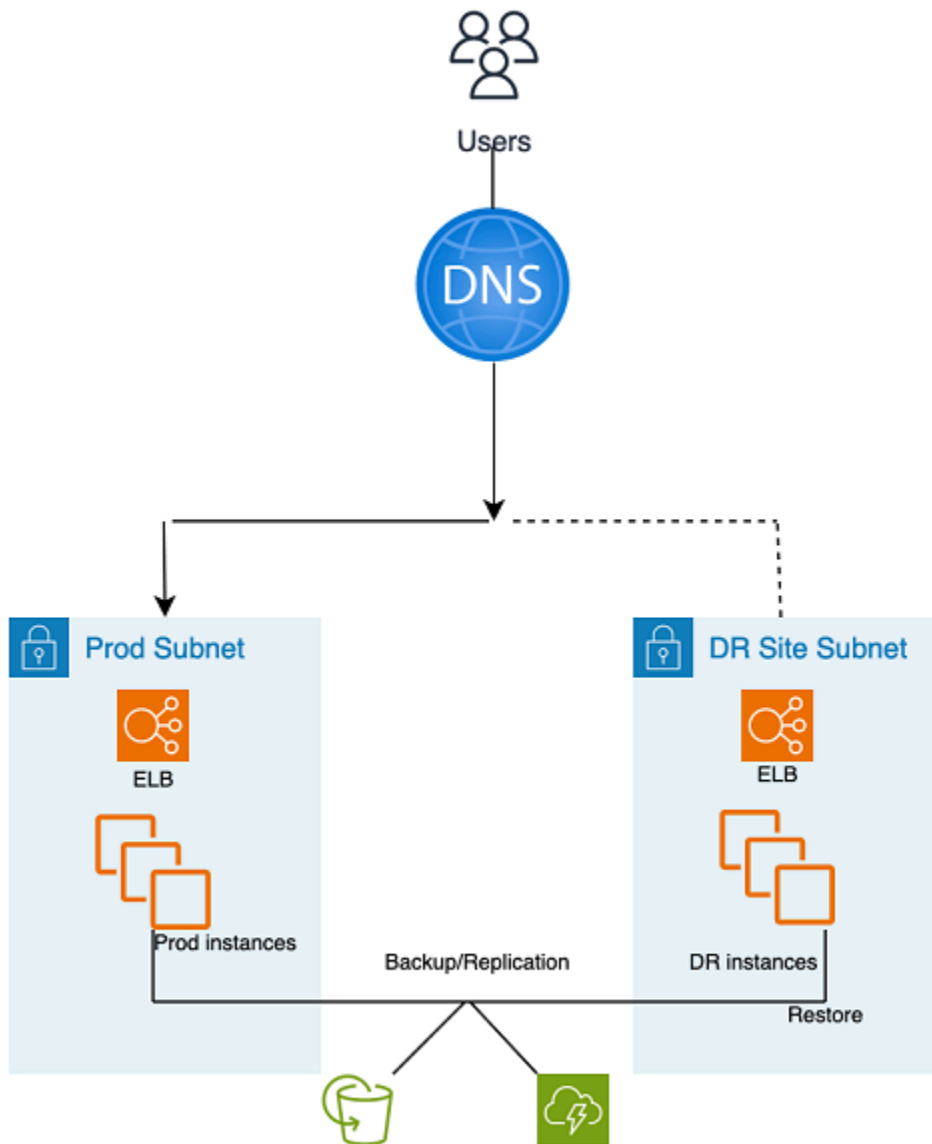 Users
DNS
Prod Subnet
DR Site Subnet
ELB
ELB
Prod instances
Backup/Replication
DR instances
Restore